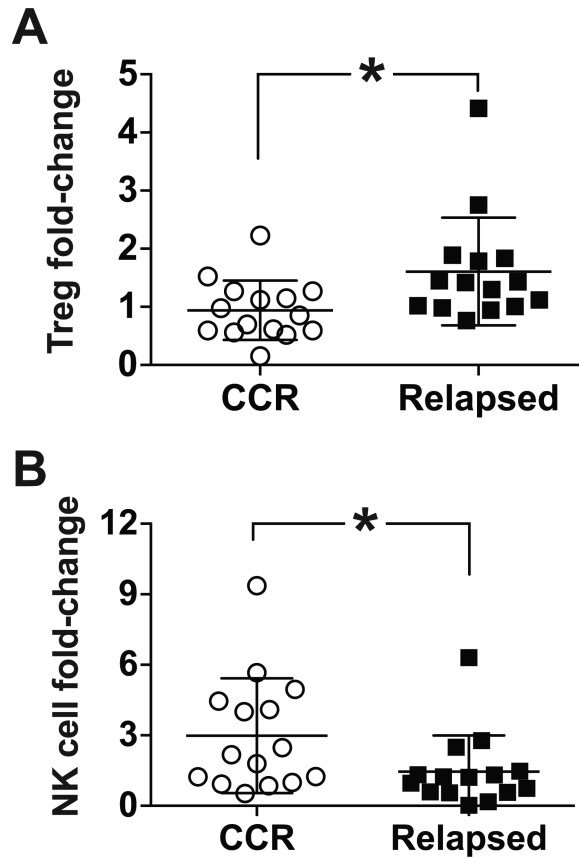 A
Treg fold-change
5
4
3
2
1
0
*
CCR Relapsed
B
NK cell fold-change
12
9
6
3
0
*
CCR Relapsed